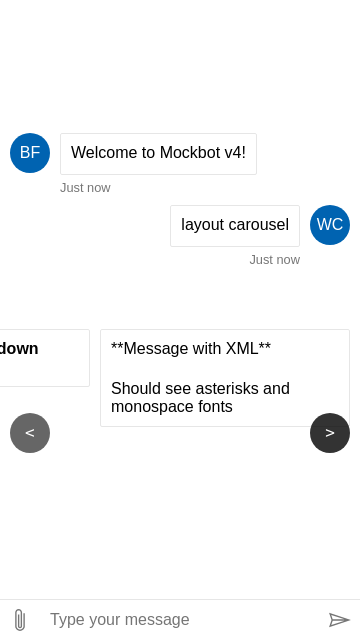 BF
Welcome to Mockbot v4!
Just now
layout carousel
WC
Just now
down
**Message with XML**
Should see asterisks and
monospace fonts
<
>
Type your message